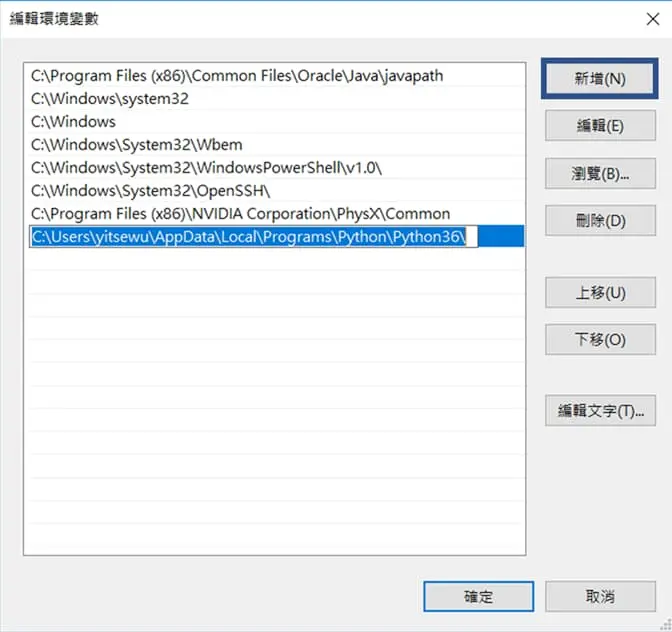 編輯環境變數
C:\Program Files (x86)\Common Files\Oracle\Java\javapath
C:\Windows\system32
C:\Windows
C:\Windows\System32\Wbem
C:\Windows\System32\WindowsPowerShell\v1.0\
C:\Windows\System32\OpenSSH\
C:\Program Files (x86)\NVIDIA Corporation\PhysX\Common
C:\Users\yitsewu\AppData\Local\Programs\Python\Python36\
新增(N)
編輯(E)
瀏覽(B)...
刪除(D)
上移(U)
下移(O)
編輯文字(T)...
確定
取消